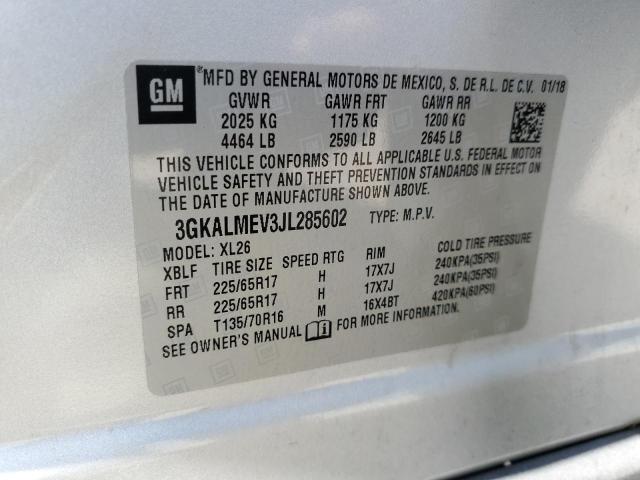 GM ®MFD BY GENERAL MOTORS DE MEXICO, S. DE R.L. DE C.V. 01/18
GVWR GAWR FRT GAWR RR
2025 KG 1175 KG 1200 KG
4464 LB 2590 LB 2645 LB
THIS VEHICLE CONFORMS TO ALL APPLICABLE U.S. FEDERAL MOTOR
VEHICLE SAFETY AND THEFT PREVENTION STANDARDS IN EFFECT ON
THE DATE OF MANUFACTURE SHOWN ABOVE.
3GKALMEV3JL285602 TYPE: M.P.V.
MODEL: XL26
XBLF TIRE SIZE SPEED RTG RIM COLD TIRE PRESSURE
FRT 225/65R17 H 17X7J 240KPA(35PSI)
RR 225/65R17 H 17X7J 240KPA(35PSI)
SPA T135/70R16 M 16X4BT 420KPA(60PSI)
SEE OWNER'S MANUAL FOR MORE INFORMATION.